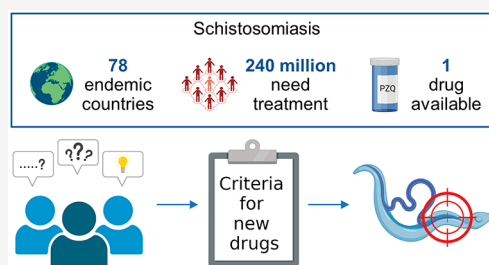 Schistosomiasis
78
endemic
countries
240 million
need
treatment
PZQ
1
drug
available
.....?
???
Criteria
for
new
drugs